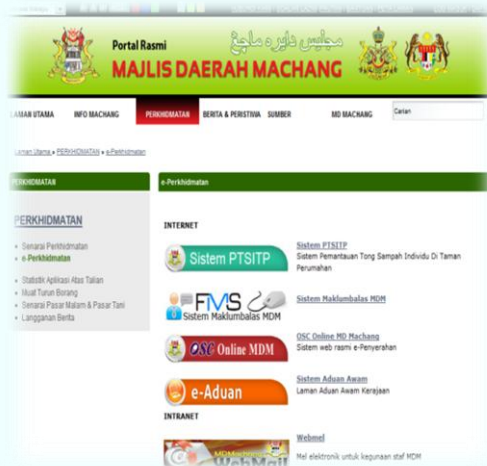 Portal Rasmi
مجليس دايره ماچڠ
MAJLIS DAERAH MACHANG
LAMAN UTAMA INFO MACHANG PERKHIDMATAN BERITA & PERISTIWA SUMBER MD MACHANG Carian
Laman Utama » PERKHIDMATAN » e-Perkhidmatan
PERKHIDMATAN
PERKHIDMATAN
Senarai Perkhidmatan
e-Perkhidmatan
Statistik Aplikasi Atas Talian
Muat Turun Borang
Senarai Pasar Malam & Pasar Tani
Langganan Berita
e-Perkhidmatan
INTERNET
Sistem PTSITP
Sistem PTSITP
Sistem Pemantauan Tong Sampah Individu Di Taman
Perumahan
FMS
Sistem Maklumbalas MDM
Sistem Maklumbalas MDM
OSC Online MDM
OSC Online MD Machang
Sistem web rasmi e-Penyerahan
e-Aduan
Sistem Aduan Awam
Laman Aduan Awam Kerajaan
INTRANET
MDMachang
WebMail
Webmel
Mel elektronik untuk kegunaan staf MDM